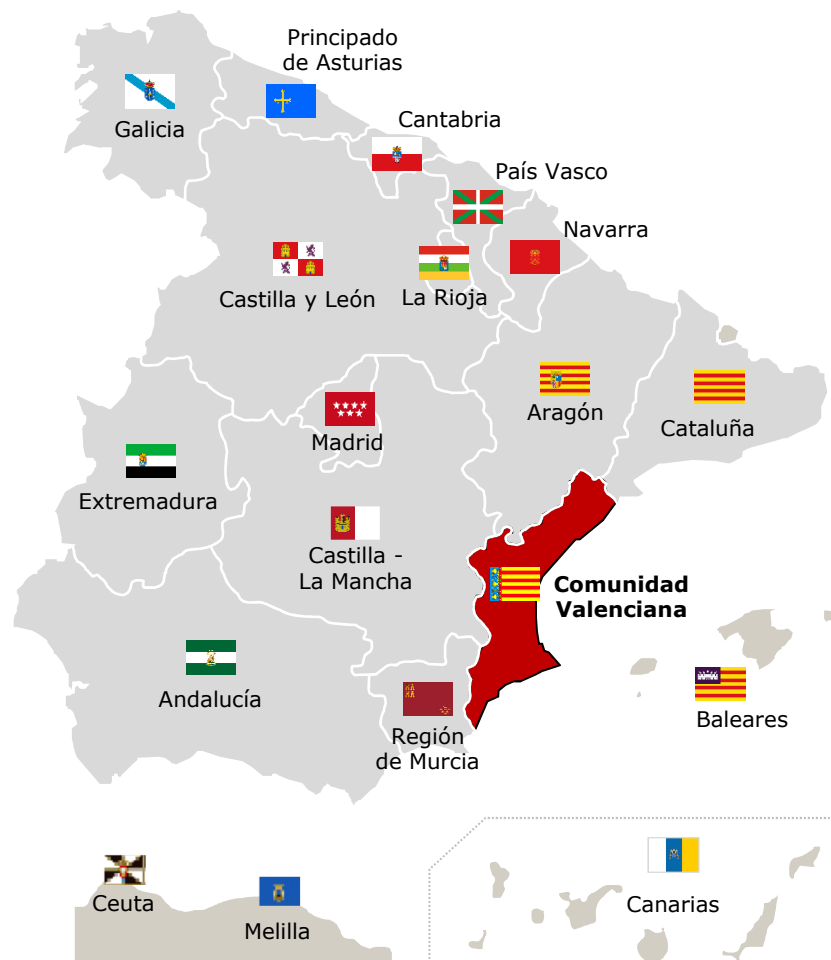 Principado
de Asturias
Galicia
Cantabria
País Vasco
Navarra
Castilla y León
La Rioja
Aragón
Cataluña
Madrid
Extremadura
Castilla -
La Mancha
Comunidad
Valenciana
Andalucía
Baleares
Región
de Murcia
Ceuta
Melilla
Canarias